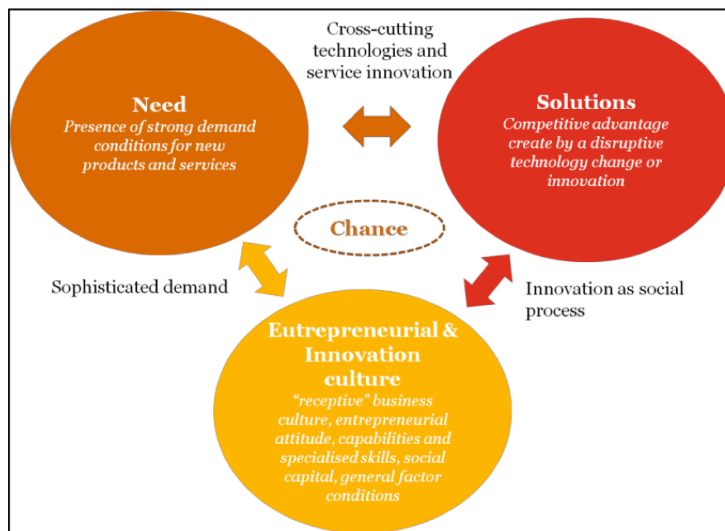 Cross-cutting
technologies and
service innovation
Need
Presence of strong demand
conditions for new
products and services
Solutions
Competitive advantage
create by a disruptive
technology change or
innovation
Chance
Sophisticated demand
Innovation as social
process
Eutrepreneurial &
Innovation
culture
“receptive” business
culture, entrepreneurial
attitude, capabilities and
specialised skills, social
capital, general factor
conditions